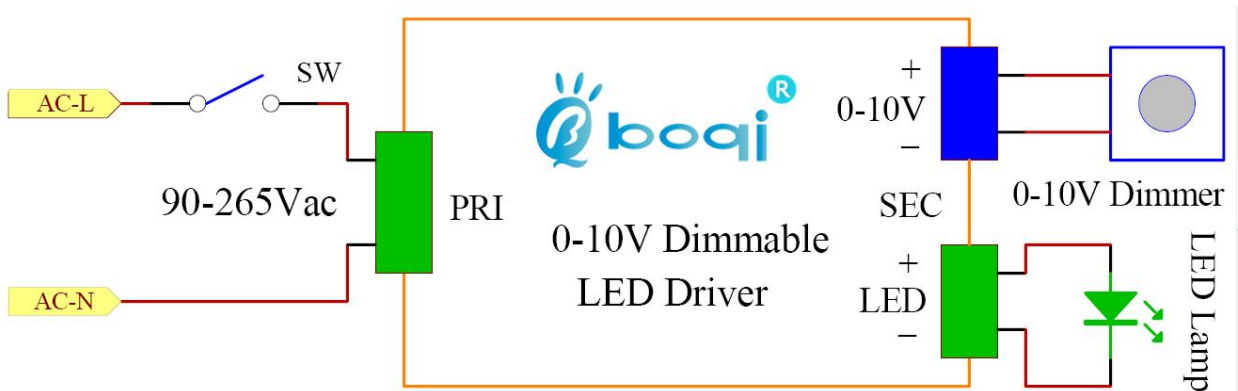 AC-L
SW
90-265Vac
AC-N
PRI
boqi ®
0-10V Dimmable
LED Driver
+
0-10V
−
SEC
+
LED
−
0-10V Dimmer
LED Lamp